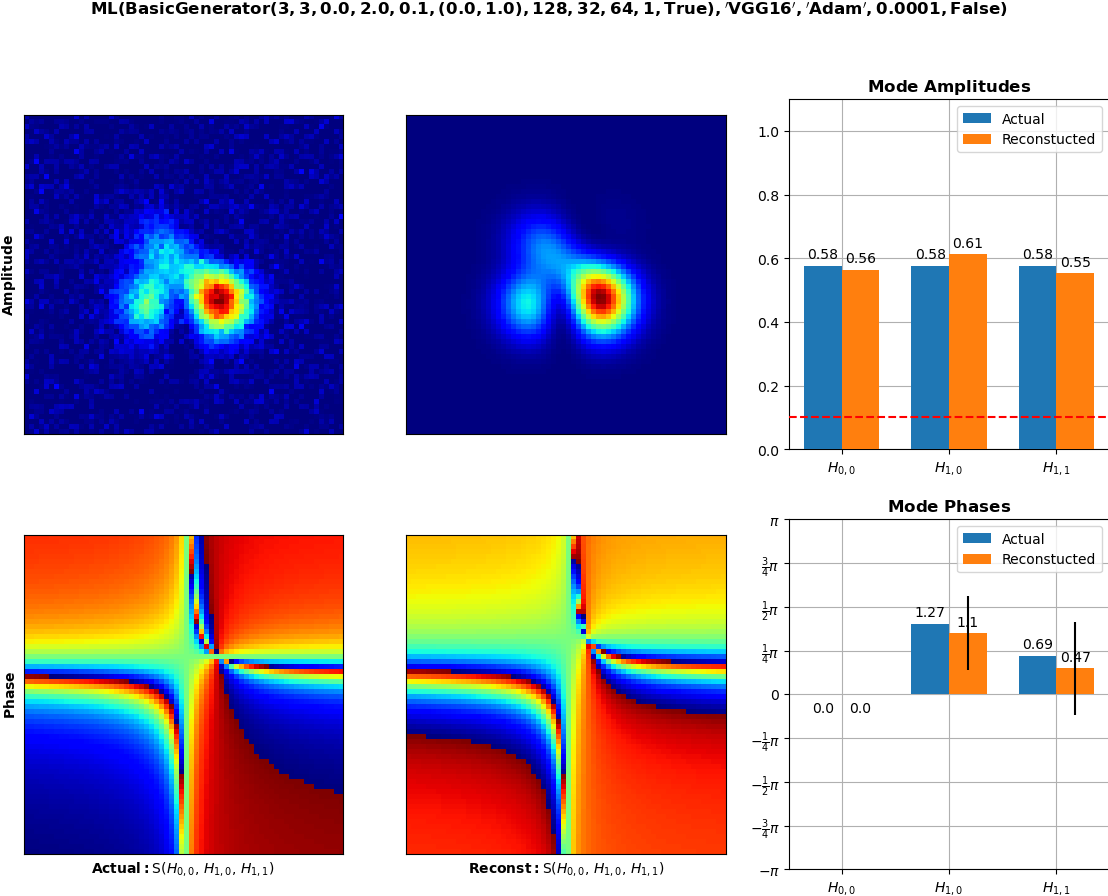 ML(BasicGenerator(3, 3, 0.0, 2.0, 0.1, (0.0, 1.0), 128, 32, 64, 1, True), ′VGG16′, ′Adam′, 0.0001, False)
Amplitude
Mode Amplitudes
Actual
Reconstucted
1.0
0.8
0.6
0.4
0.2
0.0
0.58
0.56
0.58
0.61
0.58
0.55
H0,0
H1,0
H1,1
Phase
Actual: S(H0,0, H1,0, H1,1)
Reconst: S(H0,0, H1,0, H1,1)
Mode Phases
Actual
Reconstucted
π
3/4π
1/2π
1/4π
0
−1/4π
−1/2π
−3/4π
−π
0.0
0.0
1.27
1.1
0.69
0.47
H0,0
H1,0
H1,1